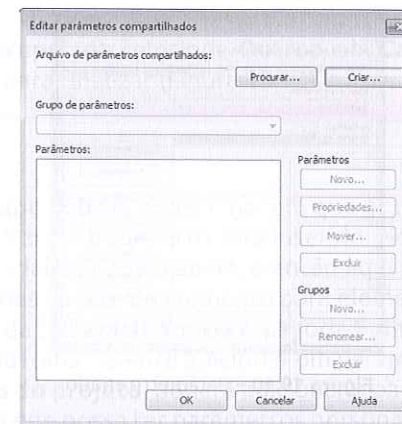 Editar parâmetros compartilhados
Arquivo de parâmetros compartilhados:
Procurar...
Criar...
Grupo de parâmetros:
Parâmetros:
Parâmetros
Novo...
Propriedades...
Mover...
Excluir
Grupos
Novo...
Renomear...
Excluir
OK
Cancelar
Ajuda